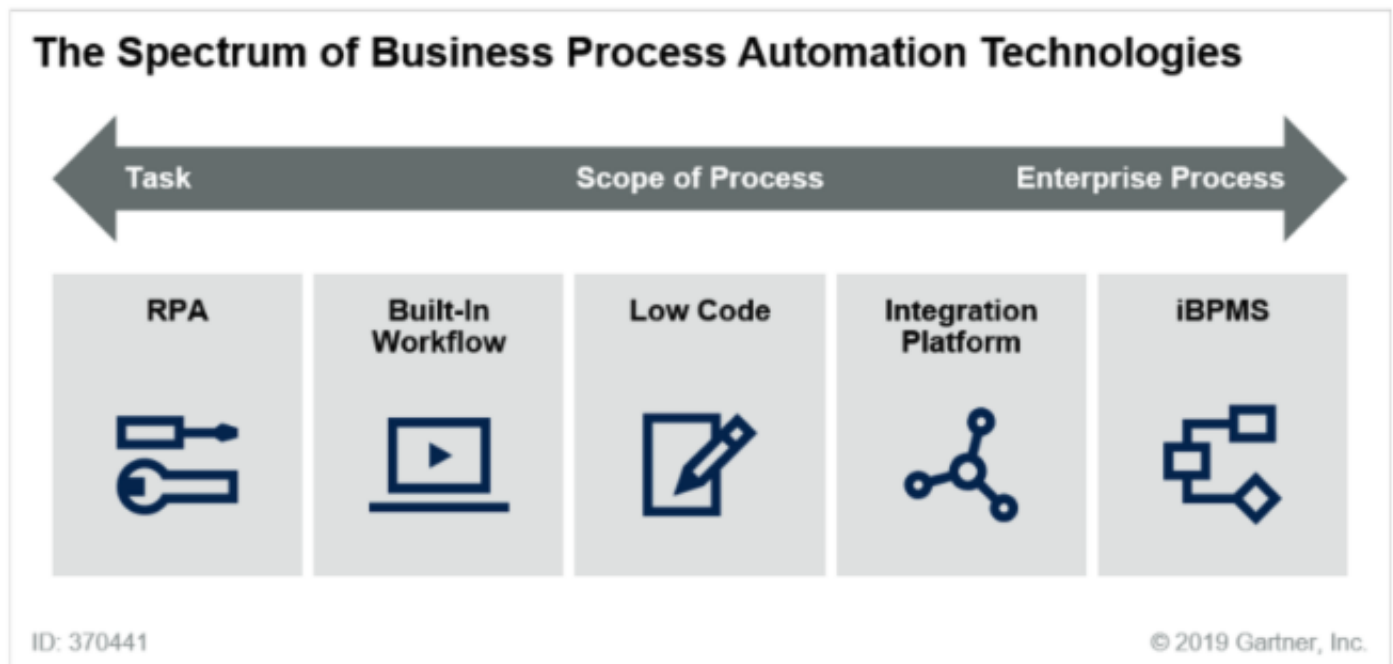 The Spectrum of Business Process Automation Technologies
Task
Scope of Process
Enterprise Process
RPA
Built-In
Workflow
Low Code
Integration
Platform
iBPMS
ID: 370441
© 2019 Gartner, Inc.